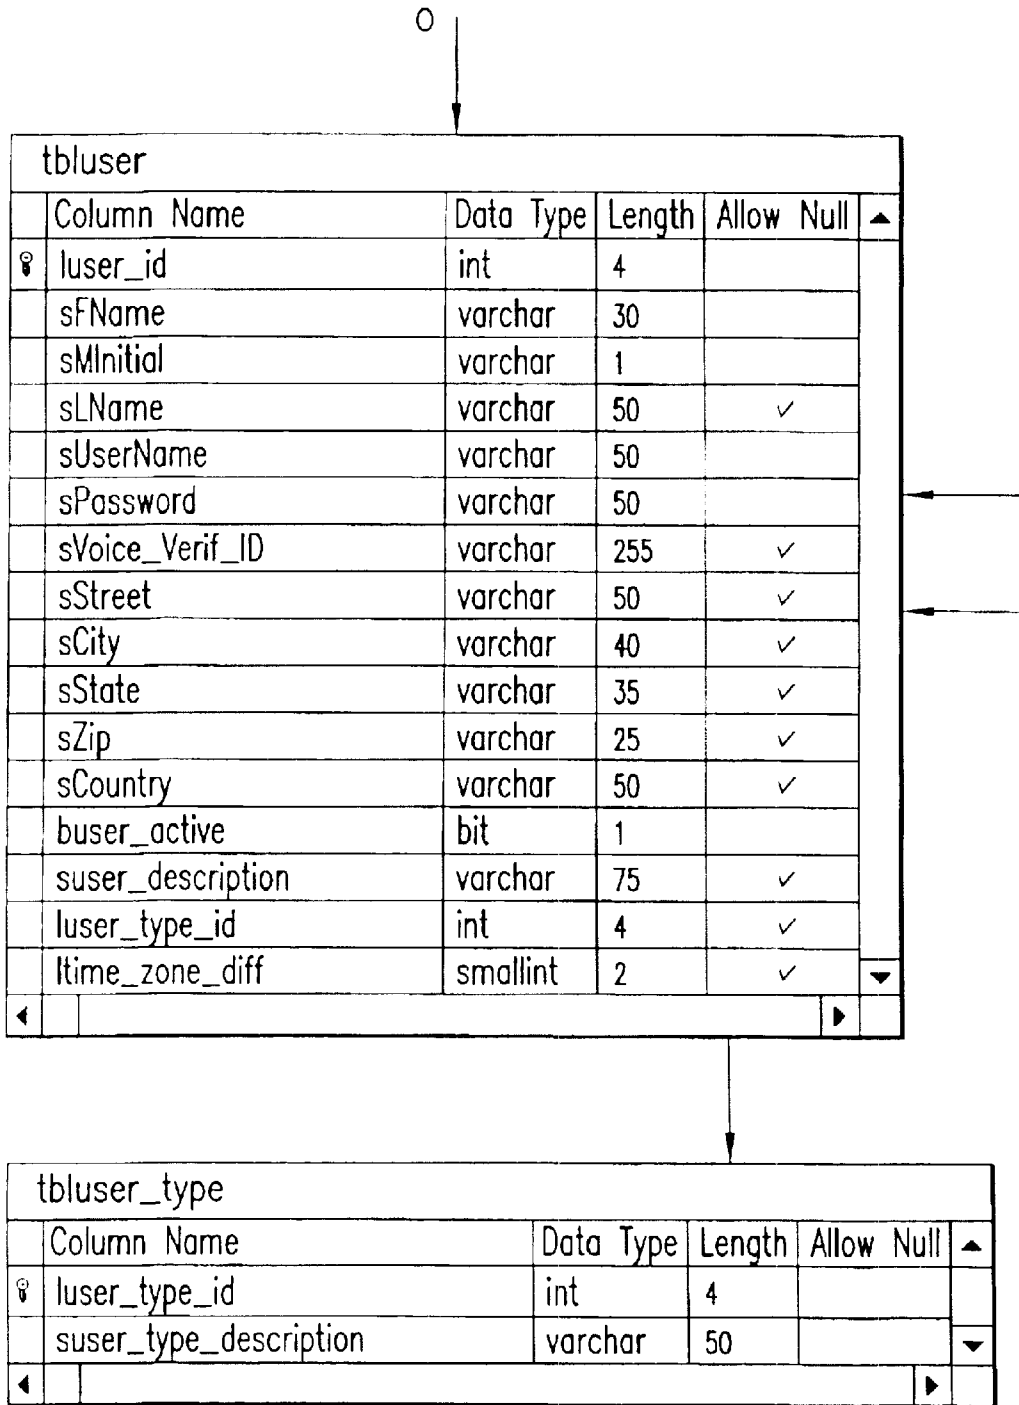 O
tbluser
Column Name Data Type Length Allow Null
luser_id int 4
sFName varchar 30
sMInitial varchar 1
sLName varchar 50 ✓
sUserName varchar 50
sPassword varchar 50
sVoice_Verif_ID varchar 255 ✓
sStreet varchar 50 ✓
sCity varchar 40 ✓
sState varchar 35 ✓
sZip varchar 25 ✓
sCountry varchar 50 ✓
buser_active bit 1
suser_description varchar 75 ✓
luser_type_id int 4 ✓
ltime_zone_diff smallint 2 ✓
tbluser_type
Column Name Data Type Length Allow Null
luser_type_id int 4
suser_type_description varchar 50